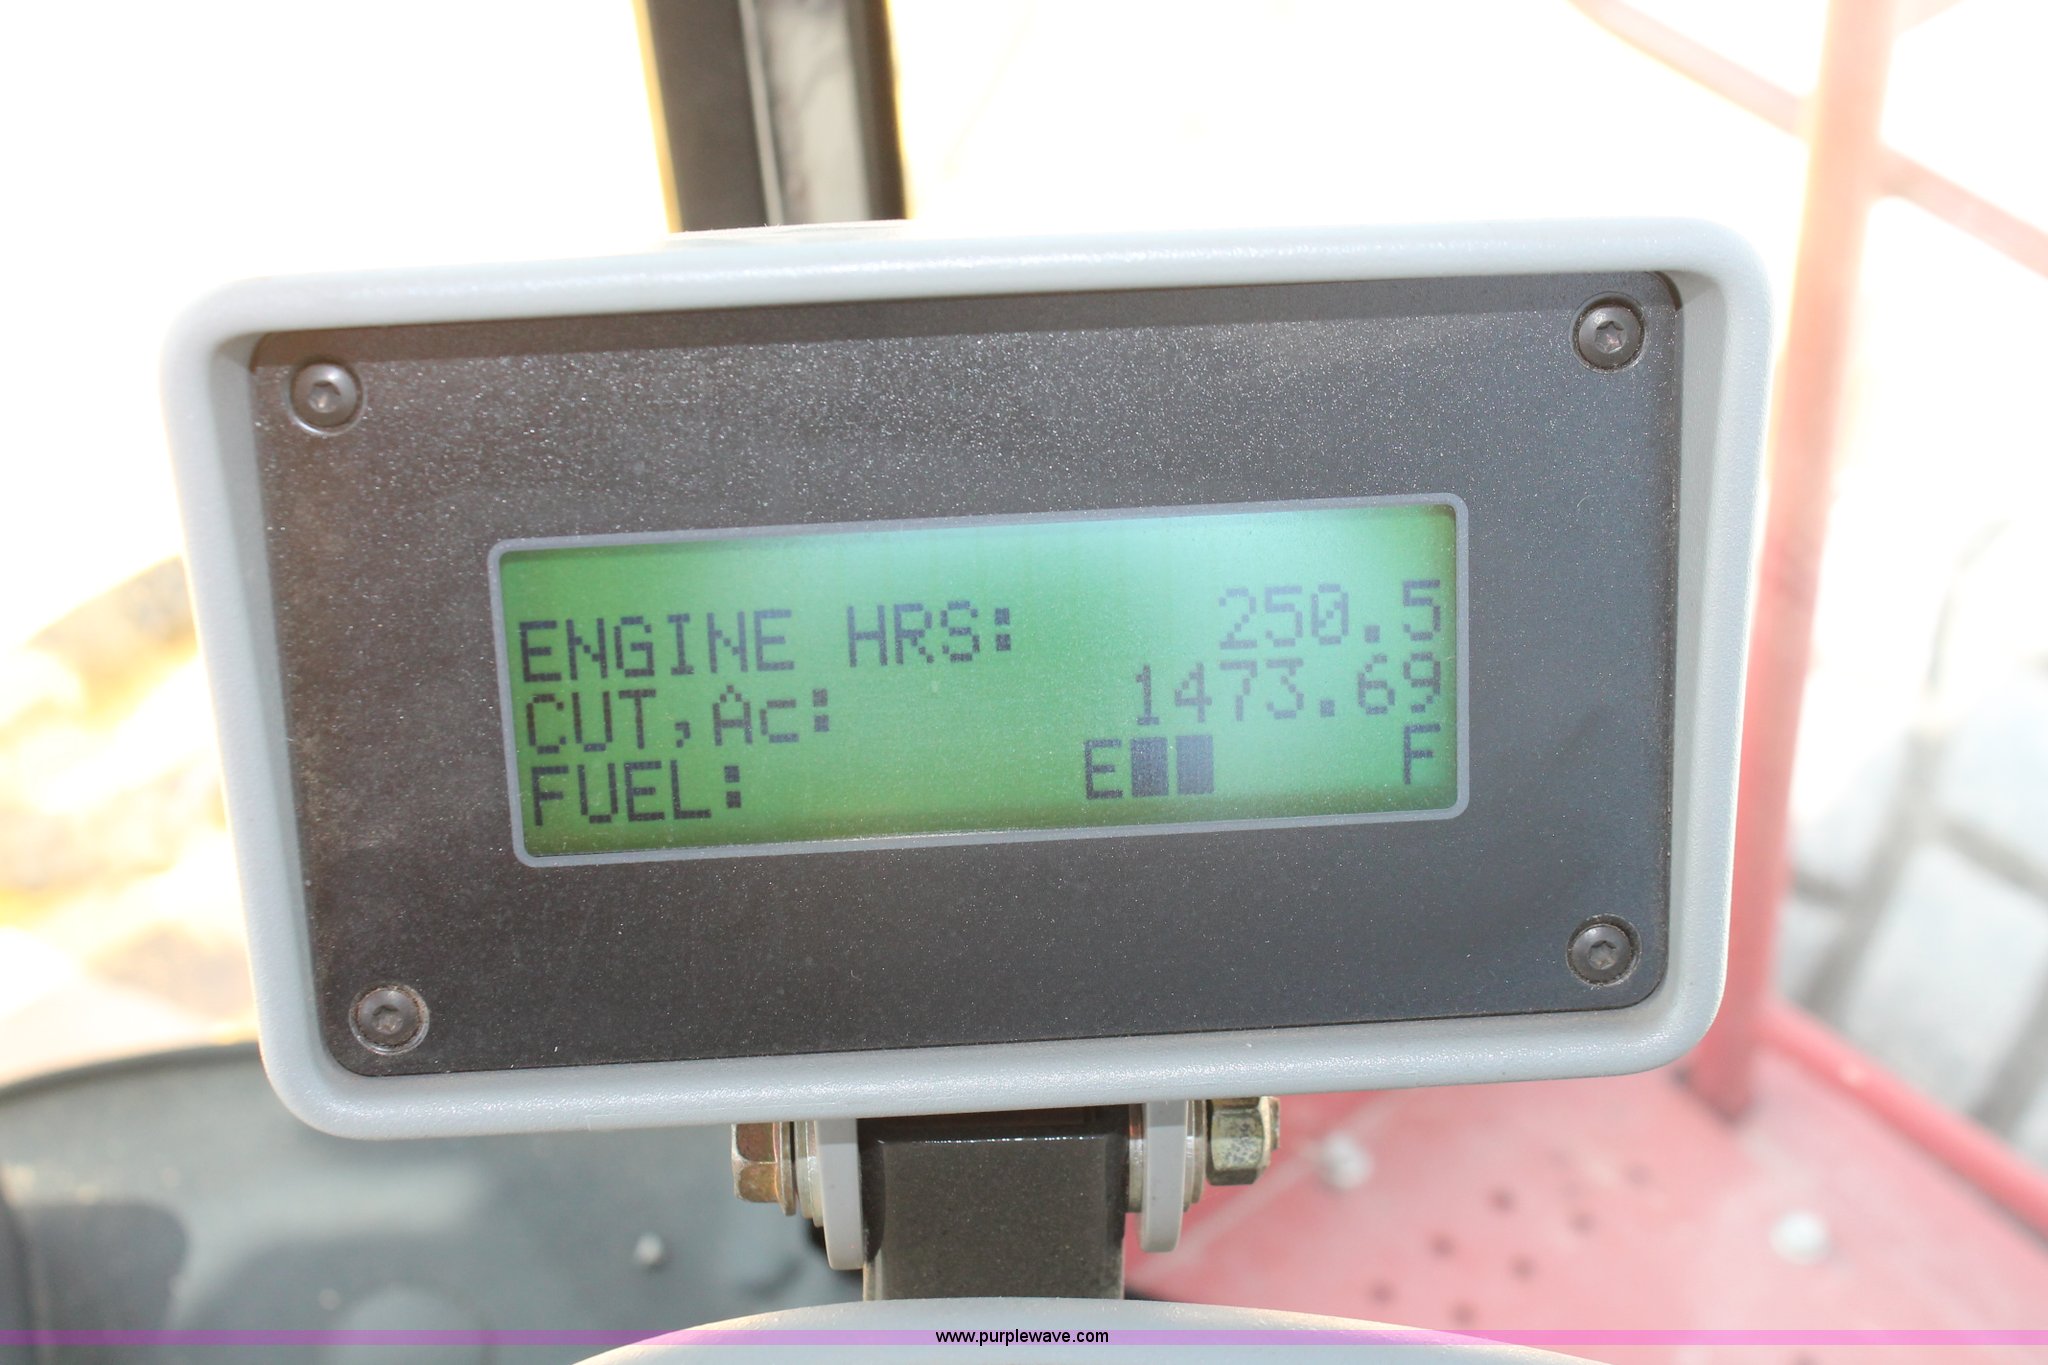 ENGINE HRS: 250.5
CUT,Ac: 1473.69
FUEL: E██ F
www.purplewave.com